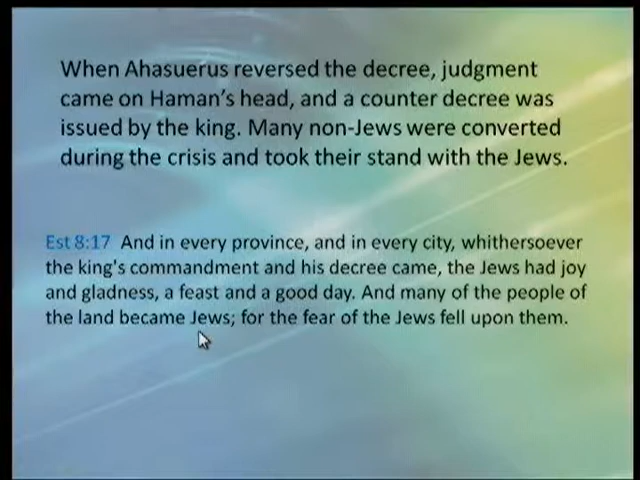 When Ahasuerus reversed the decree, judgment
came on Haman's head, and a counter decree was
issued by the king. Many non-Jews were converted
during the crisis and took their stand with the Jews.
Est 8:17 And in every province, and in every city, whithersoever
the king's commandment and his decree came, the Jews had joy
and gladness, a feast and a good day. And many of the people of
the land became Jews; for the fear of the Jews fell upon them.